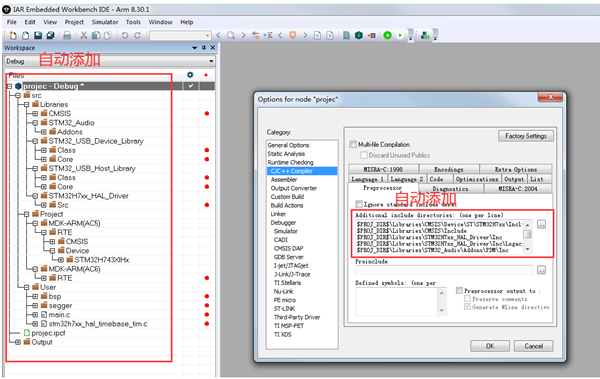 IAR Embedded Workbench IDE - Arm 8.30.1
File Edit View Project Simulator Tools Window Help
Workspace
自动添加
Debug
Files
projec - Debug *
src
Libraries
CMSIS
STM32_Audio
Addons
STM32_USB_Device_Library
Class
Core
STM32_USB_Host_Library
Class
Core
STM32H7xx_HAL_Driver
Src
Project
MDK-ARM(AC5)
RTE
CMSIS
Device
STM32H743XIHx
MDK-ARM(AC6)
RTE
User
bsp
segger
main.c
stm32h7xx_hal_timebase_tim.c
projec.ipcf
Output
Options for node "projec"
Category:
General Options
Static Analysis
Runtime Checking
C/C++ Compiler
Assembler
Output Converter
Custom Build
Build Actions
Linker
Debugger
Simulator
CADI
CMSIS DAP
GDB Server
I-jet/JTAGjet
J-Link/J-Trace
TI Stellaris
Nu-Link
PE micro
ST-LINK
Third-Party Driver
TI MSP-FET
TI XDS
Factory Settings
Multi-file Compilation
Discard Unused Publics
MISRA-C:1998 Encodings Extra Options
Language 1 Language 2 Code Optimizations Output List
Preprocessor Diagnostics MISRA-C:2004
自动添加
Ignore standard include
Additional include directories: (one per line)
$PROJ_DIR$\Libraries\CMSIS\Device\ST\STM32H7xx\Incl
$PROJ_DIR$\Libraries\CMSIS\Include
$PROJ_DIR$\Libraries\STM32H7xx_HAL_Driver\Inc
$PROJ_DIR$\Libraries\STM32H7xx_HAL_Driver\Inc\Legac
$PROJ_DIR$\Libraries\STM32_Audio\Addons\PDM\Inc
Preinclude
Defined symbols: (one per
Preprocessor output to :
Preserve comments
Generate #line directive
OK Cancel